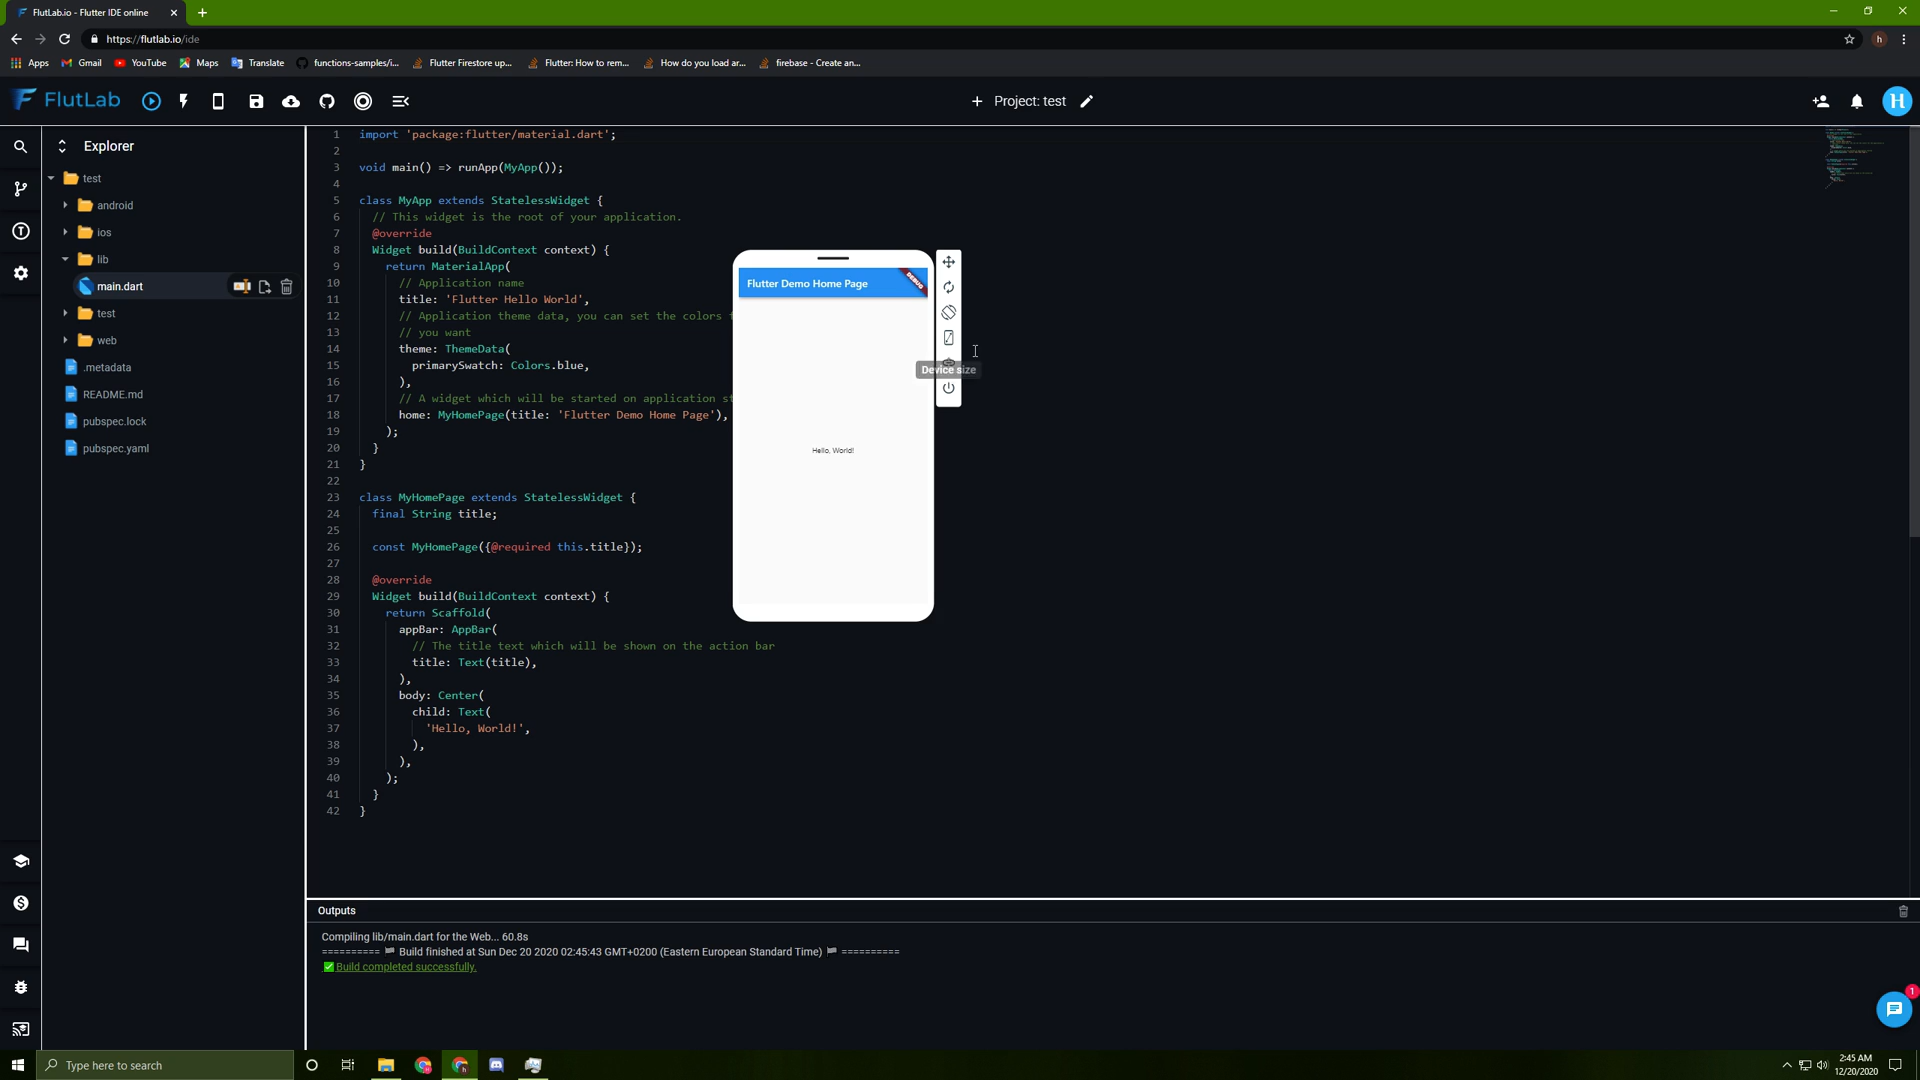 FlutLab.io - Flutter IDE online
https://flutlab.io/ide
h
Apps
Gmail
YouTube
Maps
Translate
functions-samples/i...
Flutter Firestore up...
Flutter: How to rem...
How do you load ar...
firebase - Create an...
FlutLab
Project: test
H
Explorer
test
android
ios
lib
main.dart
test
web
.metadata
README.md
pubspec.lock
pubspec.yaml
1 import 'package:flutter/material.dart';
2
3 void main() => runApp(MyApp());
4
5 class MyApp extends StatelessWidget {
6 // This widget is the root of your application.
7 @override
8 Widget build(BuildContext context) {
9 return MaterialApp(
10 // Application name
11 title: 'Flutter Hello World',
12 // Application theme data, you can set the colors
13 // you want
14 theme: ThemeData(
15 primarySwatch: Colors.blue,
16 ),
17 // A widget which will be started on application
18 home: MyHomePage(title: 'Flutter Demo Home Page'),
19 );
20 }
21 }
22
23 class MyHomePage extends StatelessWidget {
24 final String title;
25
26 const MyHomePage({@required this.title});
27
28 @override
29 Widget build(BuildContext context) {
30 return Scaffold(
31 appBar: AppBar(
32 // The title text which will be shown on the action bar
33 title: Text(title),
34 ),
35 body: Center(
36 child: Text(
37 'Hello, World!',
38 ),
39 ),
40 );
41 }
42 }
Flutter Demo Home Page
DEBUG
Hello, World!
Device size
Outputs
Compiling lib/main.dart for the Web... 60.8s
========== Build finished at Sun Dec 20 2020 02:45:43 GMT+0200 (Eastern European Standard Time) ==========
Build completed successfully.
1
Type here to search
2:45 AM
12/20/2020